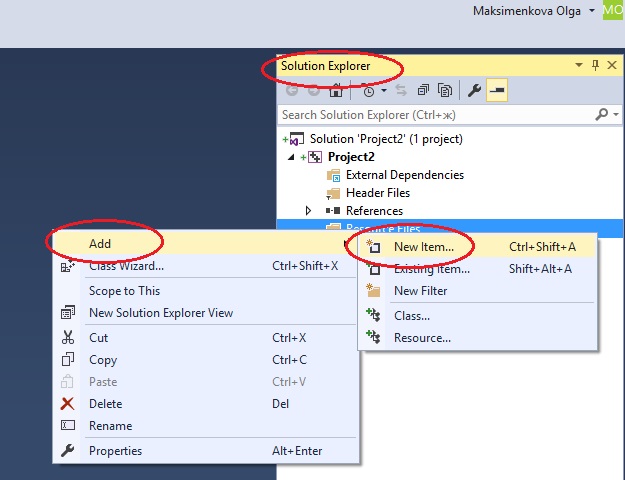 Maksimenkova Olga
MO
Solution Explorer
Search Solution Explorer (Ctrl+ж)
Solution 'Project2' (1 project)
Project2
External Dependencies
Header Files
References
Resource Files
Add
Class Wizard... Ctrl+Shift+X
Scope to This
New Solution Explorer View
Cut Ctrl+X
Copy Ctrl+C
Paste Ctrl+V
Delete Del
Rename
Properties Alt+Enter
New Item... Ctrl+Shift+A
Existing Item... Shift+Alt+A
New Filter
Class...
Resource...